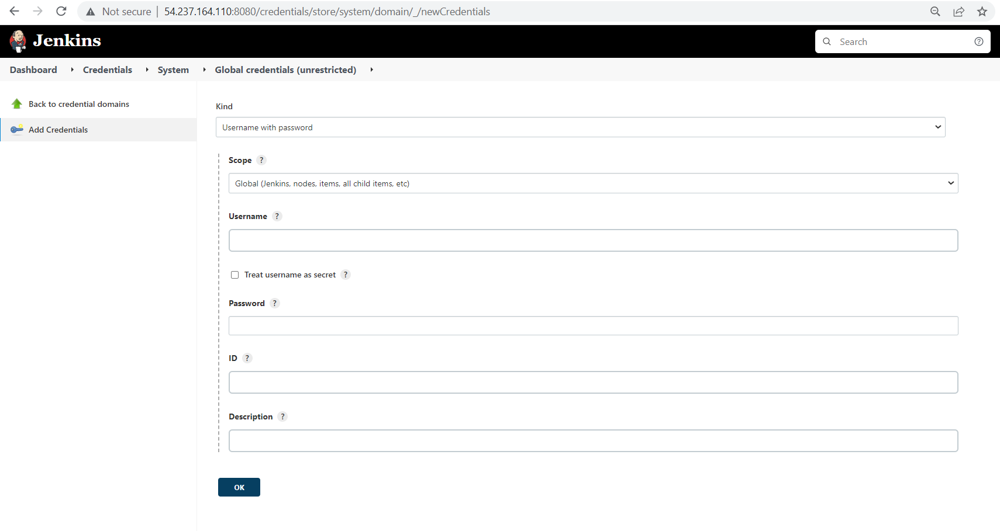 Not secure | 54.237.164.110:8080/credentials/store/system/domain/_/newCredentials
Jenkins
Search ?
Dashboard Credentials System Global credentials (unrestricted)
Back to credential domains
Add Credentials
Kind
Username with password
Scope ?
Global (Jenkins, nodes, items, all child items, etc)
Username ?
Treat username as secret ?
Password ?
ID ?
Description ?
OK